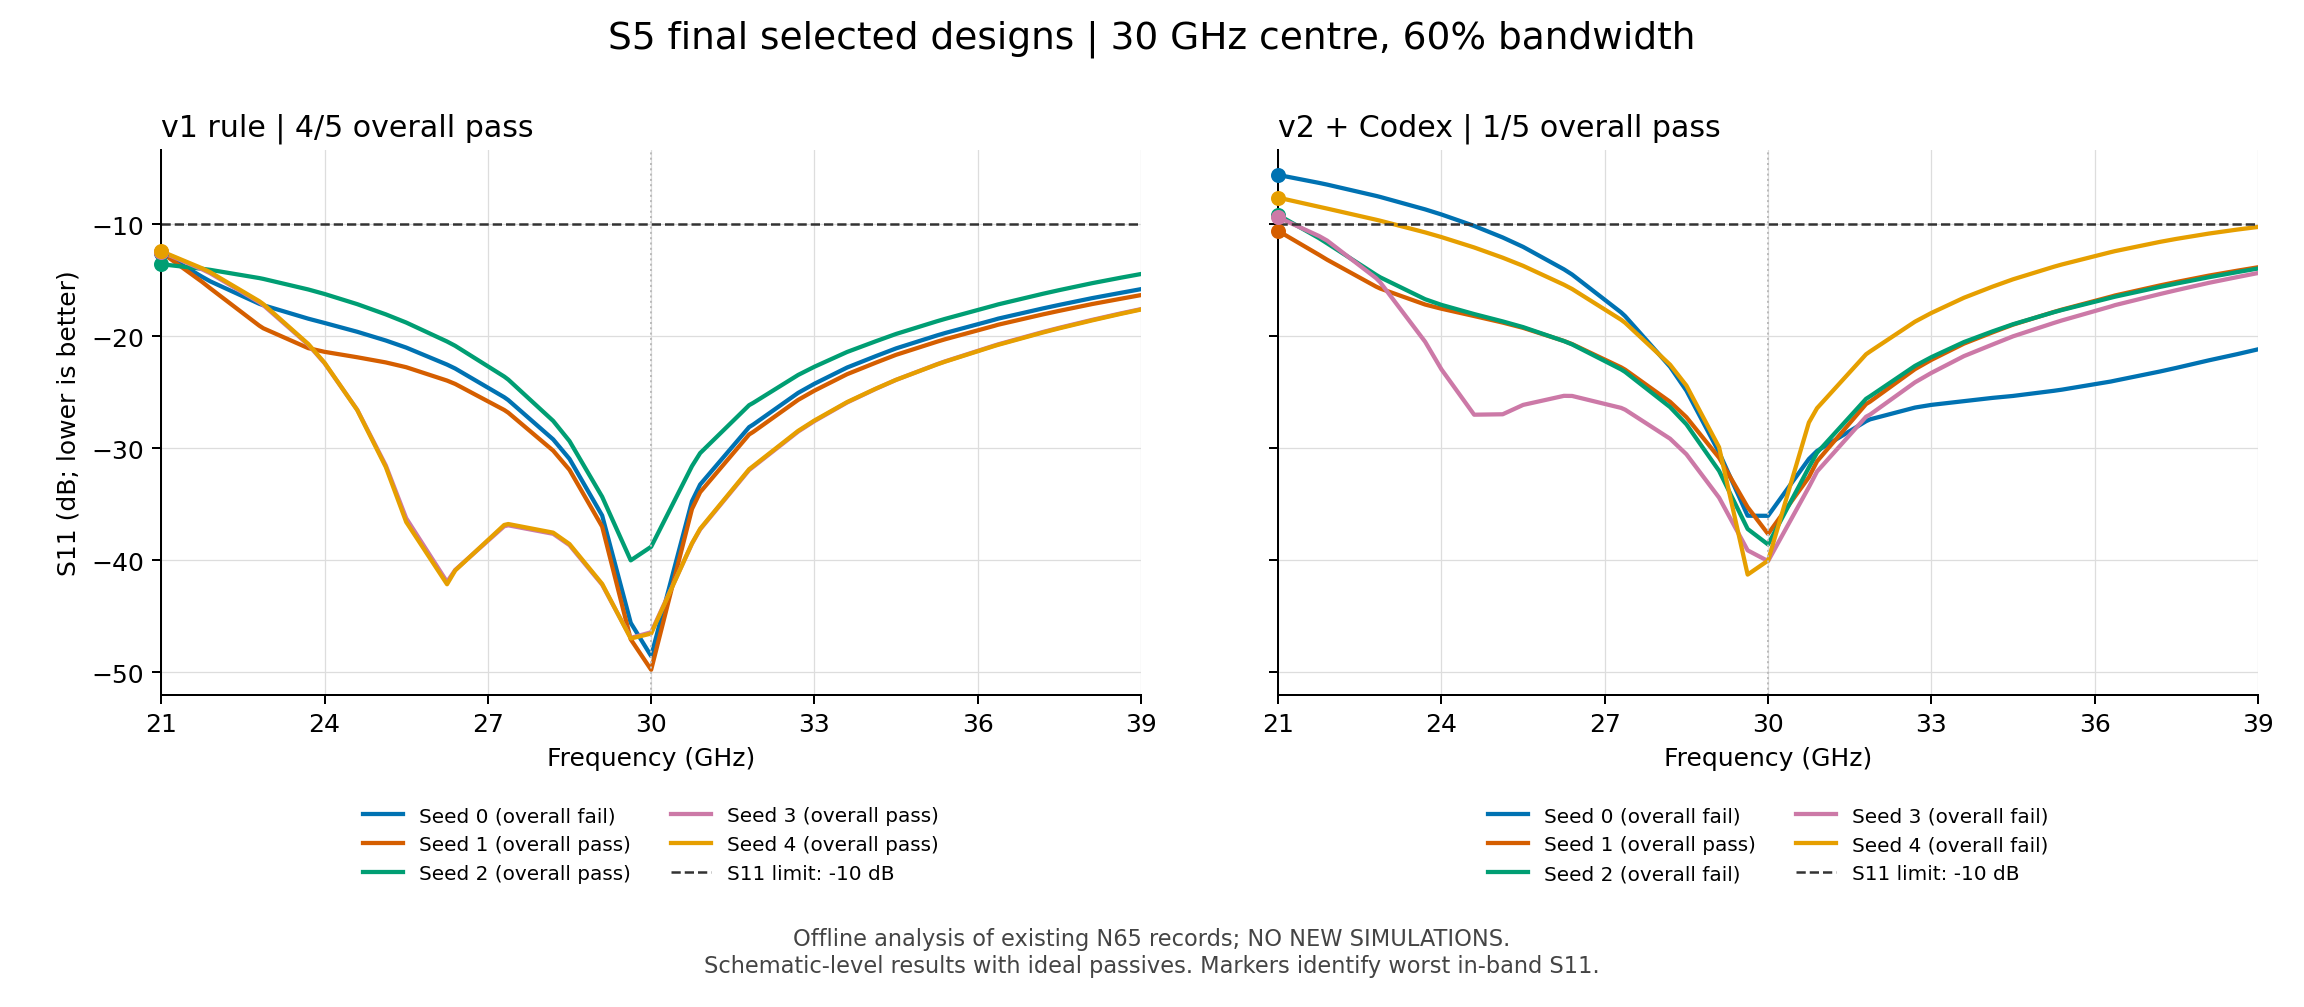 S5 final selected designs | 30 GHz centre, 60% bandwidth
v1 rule | 4/5 overall pass
S11 (dB; lower is better)
−10
−20
−30
−40
−50
21 24 27 30 33 36 39
Frequency (GHz)
Seed 0 (overall fail)
Seed 1 (overall pass)
Seed 2 (overall pass)
Seed 3 (overall pass)
Seed 4 (overall pass)
S11 limit: -10 dB
v2 + Codex | 1/5 overall pass
21 24 27 30 33 36 39
Frequency (GHz)
Seed 0 (overall fail)
Seed 1 (overall pass)
Seed 2 (overall fail)
Seed 3 (overall fail)
Seed 4 (overall fail)
S11 limit: -10 dB
Offline analysis of existing N65 records; NO NEW SIMULATIONS.
Schematic-level results with ideal passives. Markers identify worst in-band S11.